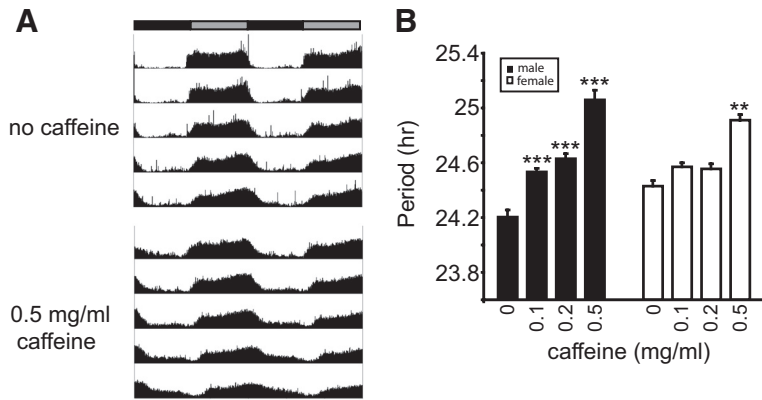 A
no caffeine
0.5 mg/ml
caffeine
B
25.4
25
24.6
24.2
23.8
Period (hr)
male
female
***
***
***
**
0
0.1
0.2
0.5
0
0.1
0.2
0.5
caffeine (mg/ml)